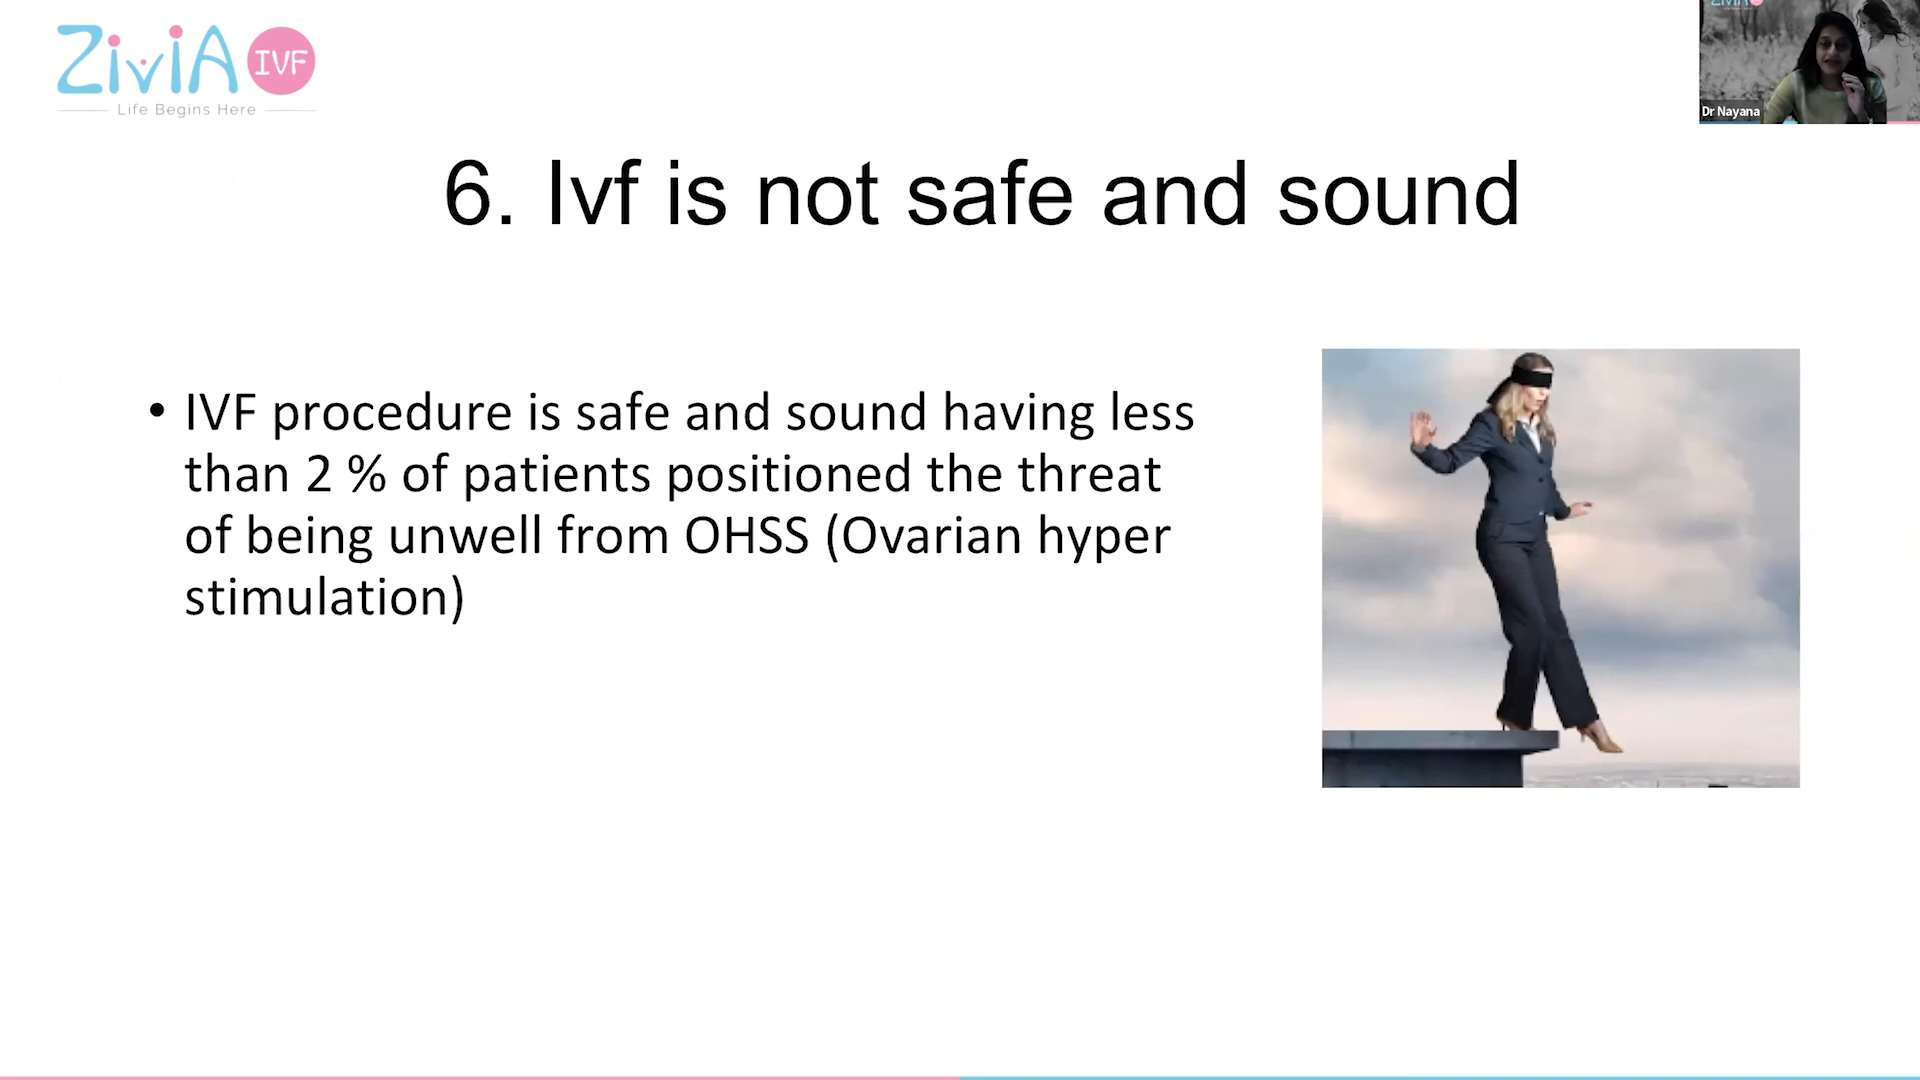 ZiviA IVF
Life Begins Here
ZiviA
Dr Nayana
6. Ivf is not safe and sound
• IVF procedure is safe and sound having less
than 2 % of patients positioned the threat
of being unwell from OHSS (Ovarian hyper
stimulation)